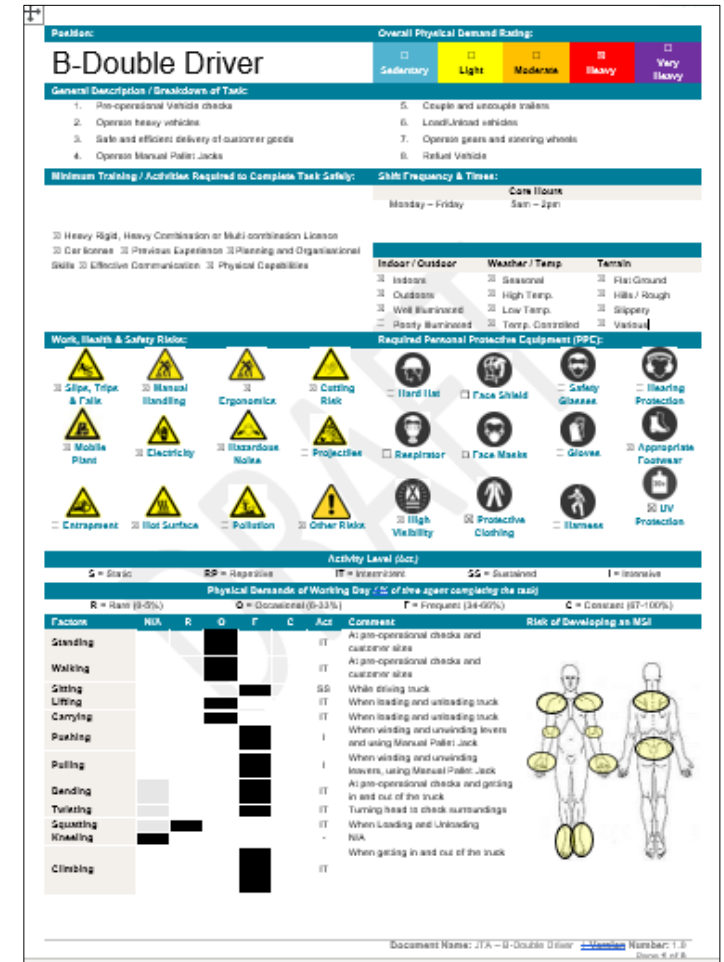 Position:
Overall Physical Demand Rating:
B-Double Driver
Sedentary
Light
Moderate
Heavy
Very
Heavy
General Description / Breakdown of Task:
1. Pre-operational Vehicle checks
2. Operate heavy vehicles
3. Safe and efficient delivery of customer goods
4. Operate Manual Pallet Jacks
5. Couple and uncouple trailers
6. Load/Unload vehicles
7. Operate gears and steering wheels
8. Refuel Vehicle
Minimum Training / Activities Required to Complete Task Safely:
☒ Heavy Rigid, Heavy Combination or Multi-combination Licence
☒ Car license ☒ Previous Experience ☒ Planning and Organisational
Skills ☒ Effective Communication ☒ Physical Capabilities
Shift Frequency & Times:
Core Hours
Monday – Friday 5am – 2pm
Indoor / Outdoor Weather / Temp Terrain
☒ Indoors ☒ Seasonal ☒ Flat Ground
☒ Outdoors ☒ High Temp. ☒ Hills / Rough
☒ Well Illuminated ☒ Low Temp. ☒ Slippery
☐ Poorly Illuminated ☒ Temp. Controlled ☒ Various
Work, Health & Safety Risks:
☒ Slips, Trips
& Falls
☒ Manual
Handling
☒
Ergonomics
☒ Cutting
Risk
☒ Mobile
Plant
☒ Electricity
☒ Hazardous
Noise
☐ Projectiles
☐ Entrapment
☒ Hot Surface
☐ Pollution
☒ Other Risks
Required Personal Protective Equipment (PPE):
☐ Hard Hat
☐ Face Shield
☐ Safety
Glasses
☐ Hearing
Protection
☐ Respirator
☐ Face Masks
☐ Gloves
☒ Appropriate
Footwear
☒ High
Visibility
☒ Protective
Clothing
☐ Harness
☒ UV
Protection
DRAFT
Activity Level (Act.)
S = Static RP = Repetitive IT = Intermittent SS = Sustained I = Intensive
Physical Demands of Working Day (% of time agent completing the task)
R = Rare (0-5%) O = Occasional (6-33%) F = Frequent (34-66%) C = Constant (67-100%)
Factors N/A R O F C Act Comment Risk of Developing an MSI
Standing IT At pre-operational checks and
customer sites
Walking IT At pre-operational checks and
customer sites
Sitting SS While driving truck
Lifting IT When loading and unloading truck
Carrying IT When loading and unloading truck
Pushing I When winding and unwinding levers
and using Manual Pallet Jack
Pulling I When winding and unwinding
leavers, using Manual Pallet Jack
Bending IT At pre-operational checks and getting
in and out of the truck
Twisting IT Turning head to check surroundings
Squatting IT When Loading and Unloading
Kneeling - N/A
Climbing IT When getting in and out of the truck
Document Name: JTA – B-Double Driver / Version Number: 1.0